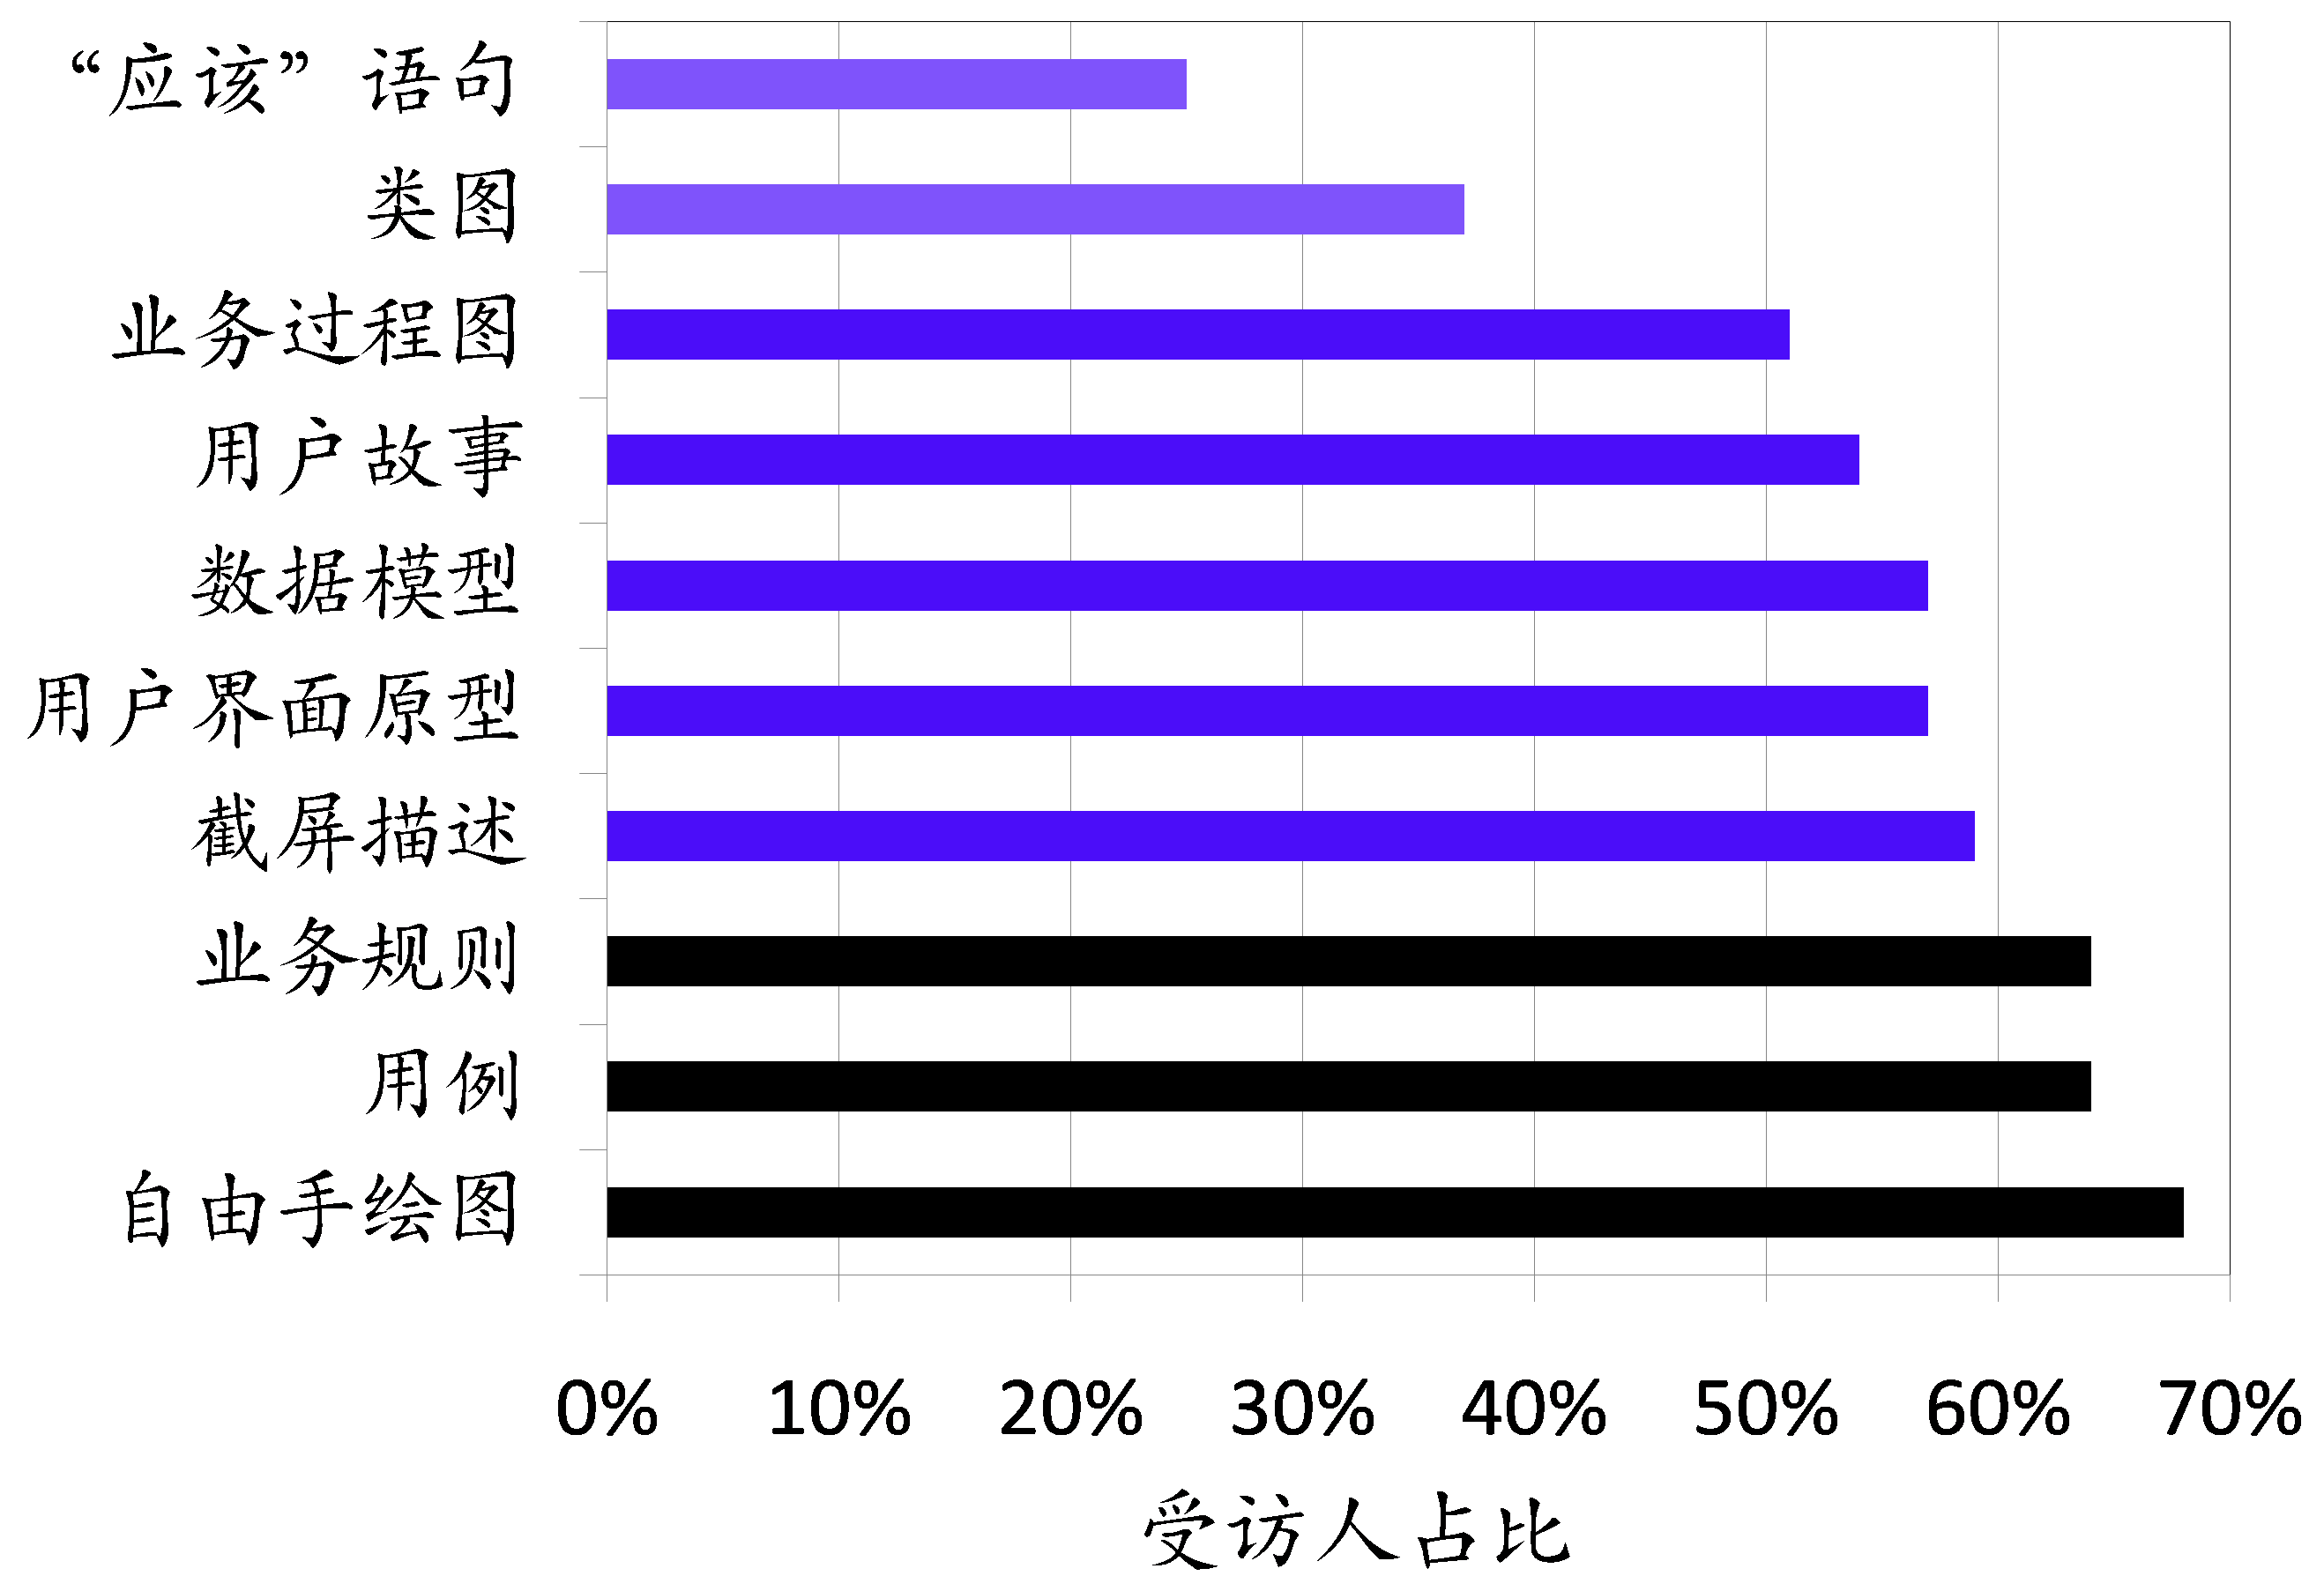 “应该”语句
类图
业务过程图
用户故事
数据模型
用户界面原型
截屏描述
业务规则
用例
自由手绘图
0% 10% 20% 30% 40% 50% 60% 70%
受访人占比